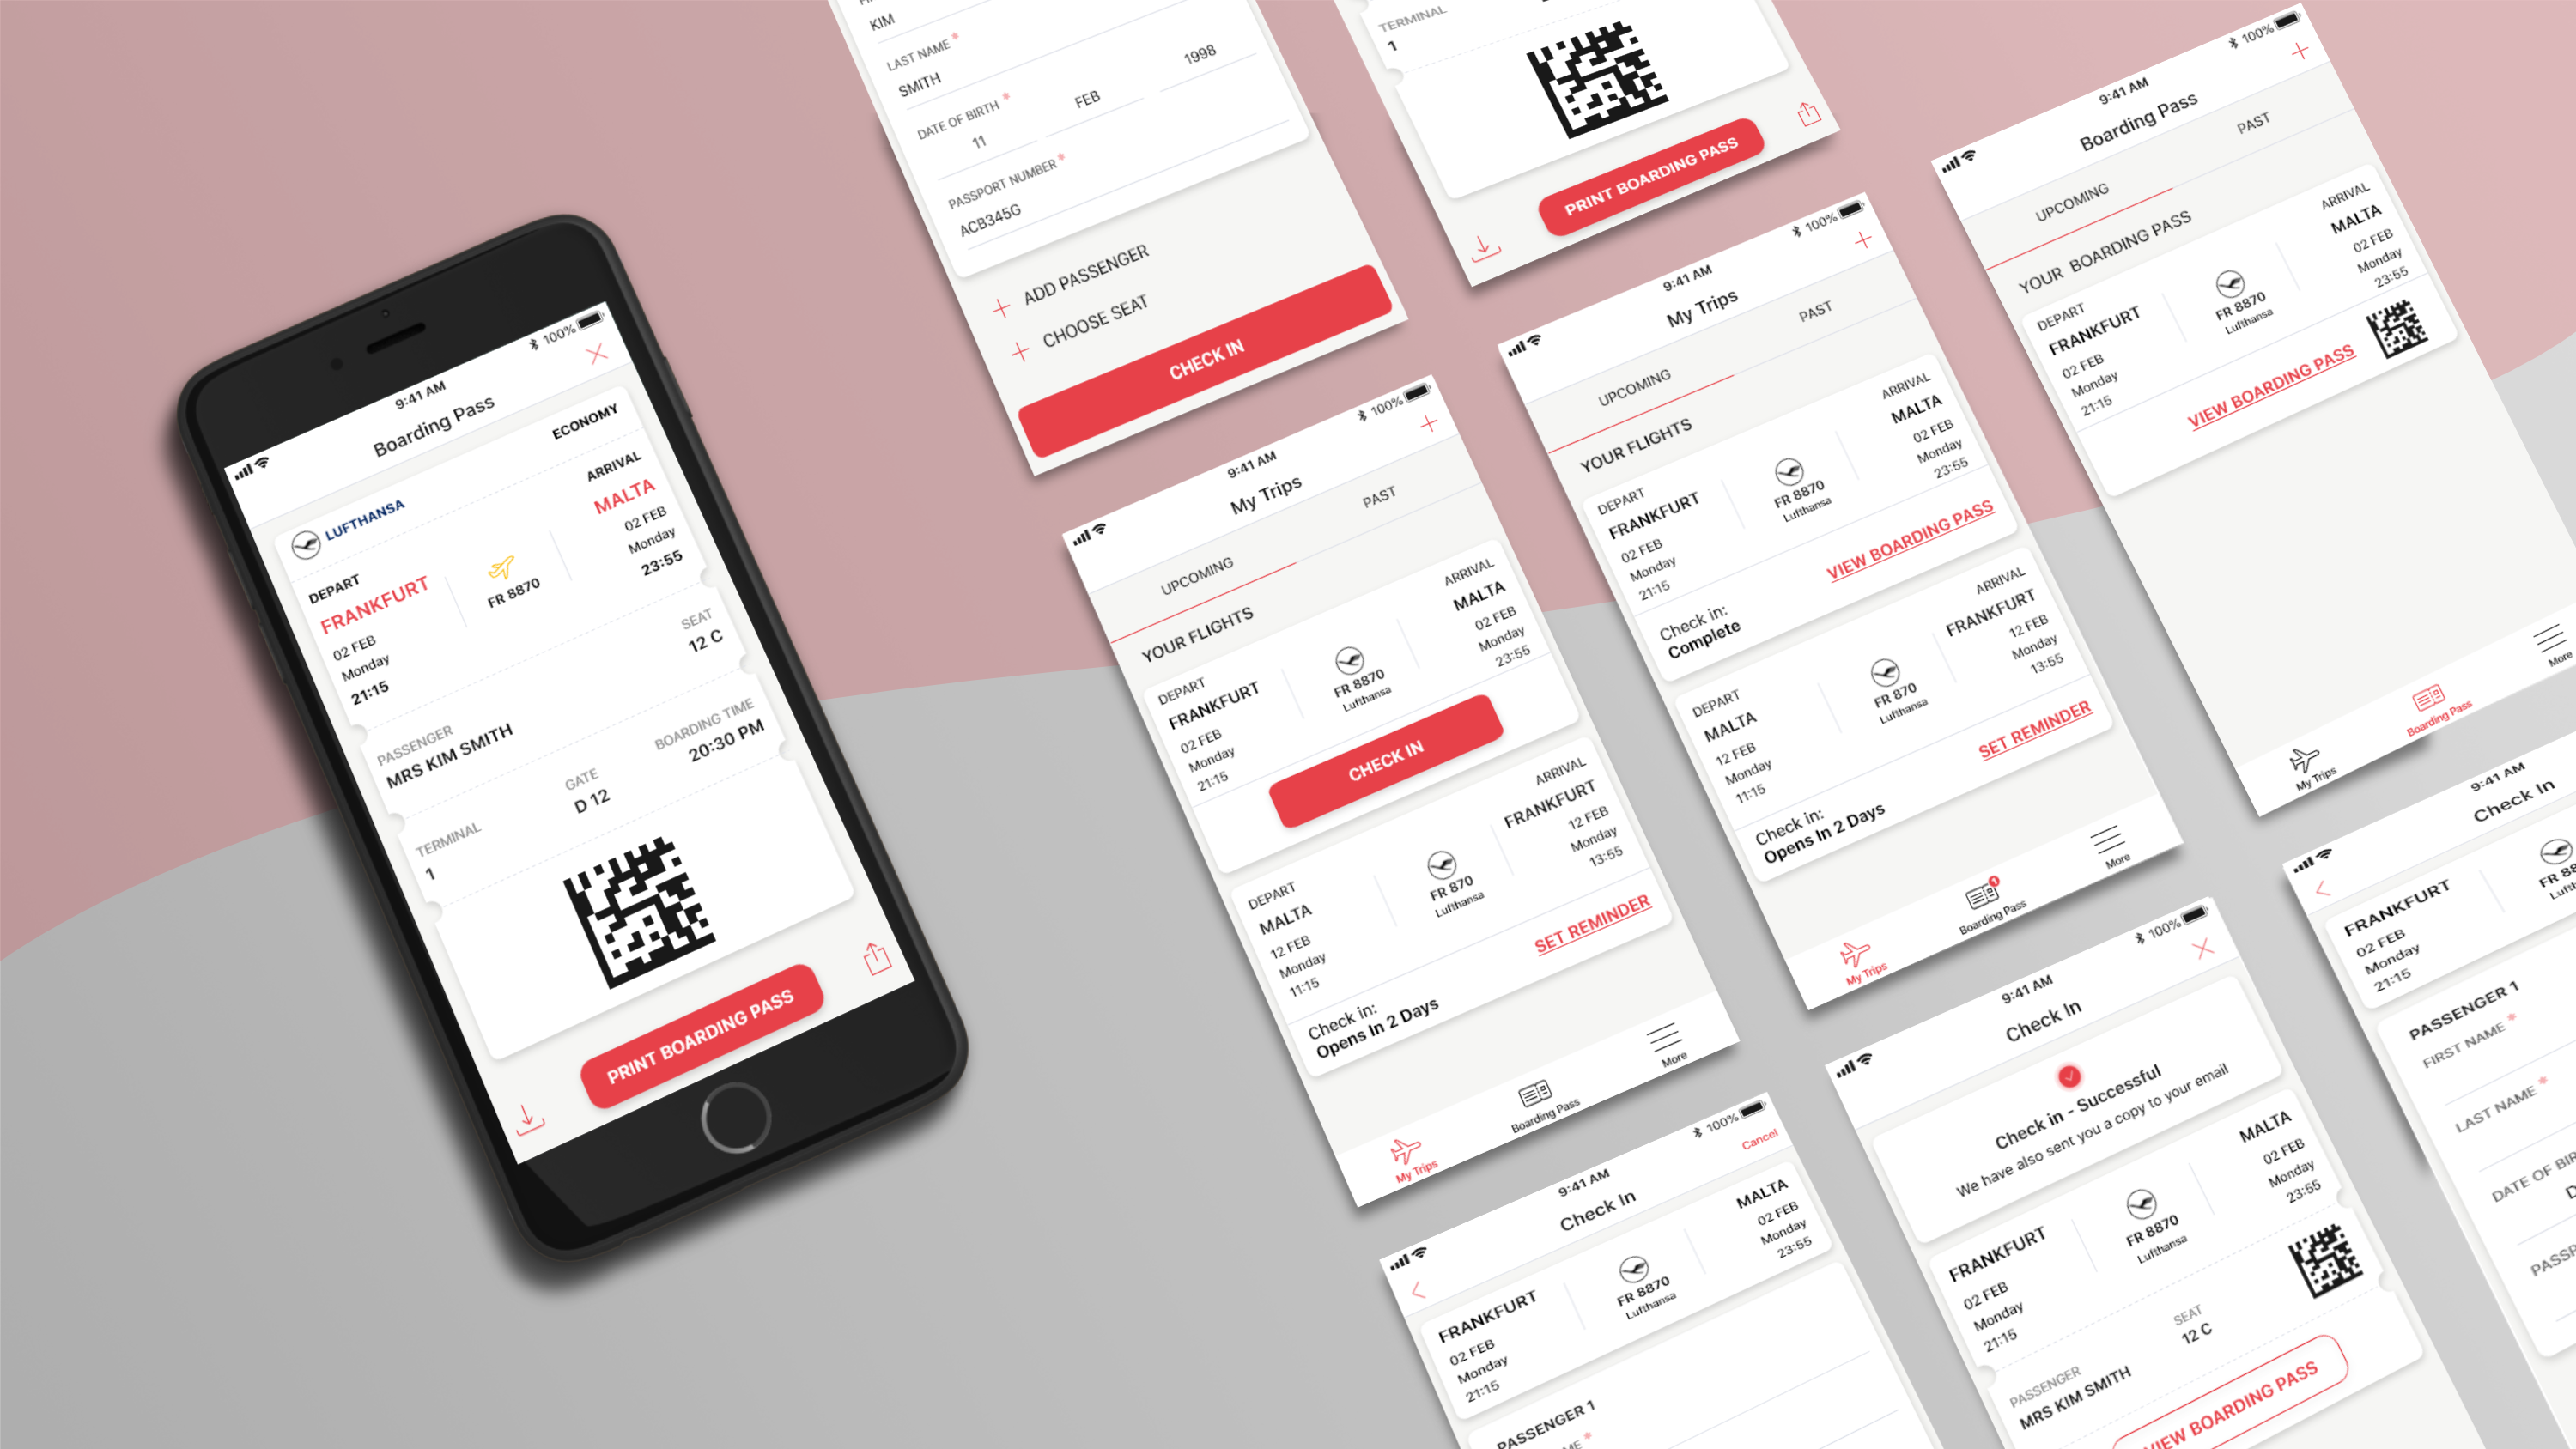 9:41 AM
100%
Boarding Pass
LUFTHANSA
ECONOMY
DEPART
ARRIVAL
FRANKFURT
MALTA
02 FEB
Monday
21:15
FR 8870
02 FEB
Monday
23:55
PASSENGER
SEAT
MRS KIM SMITH
12 C
TERMINAL
GATE
BOARDING TIME
1
D 12
20:30 PM
PRINT BOARDING PASS
KIM
LAST NAME *
SMITH
DATE OF BIRTH *
11
FEB
1998
PASSPORT NUMBER *
ACB345G
ADD PASSENGER
CHOOSE SEAT
CHECK IN
TERMINAL
1
PRINT BOARDING PASS
9:41 AM
100%
My Trips
UPCOMING
PAST
YOUR FLIGHTS
DEPART
ARRIVAL
FRANKFURT
MALTA
02 FEB
Monday
21:15
FR 8870
Lufthansa
02 FEB
Monday
23:55
CHECK IN
DEPART
ARRIVAL
MALTA
FRANKFURT
12 FEB
Monday
11:15
FR 870
Lufthansa
12 FEB
Monday
13:55
Check in:
Opens In 2 Days
SET REMINDER
My Trips
Boarding Pass
More
9:41 AM
100%
My Trips
UPCOMING
PAST
YOUR FLIGHTS
DEPART
ARRIVAL
FRANKFURT
MALTA
02 FEB
Monday
21:15
FR 8870
Lufthansa
02 FEB
Monday
23:55
Check in:
Complete
VIEW BOARDING PASS
DEPART
ARRIVAL
MALTA
FRANKFURT
12 FEB
Monday
11:15
FR 870
Lufthansa
12 FEB
Monday
13:55
Check in:
Opens In 2 Days
SET REMINDER
My Trips
Boarding Pass
1
More
9:41 AM
100%
Boarding Pass
UPCOMING
PAST
YOUR BOARDING PASS
DEPART
ARRIVAL
FRANKFURT
MALTA
02 FEB
Monday
21:15
FR 8870
Lufthansa
02 FEB
Monday
23:55
VIEW BOARDING PASS
My Trips
Boarding Pass
More
9:41 AM
100%
Cancel
Check In
FRANKFURT
MALTA
02 FEB
Monday
21:15
FR 8870
Lufthansa
02 FEB
Monday
23:55
PASSENGER 1
9:41 AM
100%
Check In
Check in - Successful
We have also sent you a copy to your email
FRANKFURT
MALTA
02 FEB
Monday
21:15
FR 8870
Lufthansa
02 FEB
Monday
23:55
PASSENGER
SEAT
MRS KIM SMITH
12 C
VIEW BOARDING PASS
9:41 AM
Check In
FRANKFURT
02 FEB
Monday
21:15
PASSENGER 1
FIRST NAME *
LAST NAME *
DATE OF